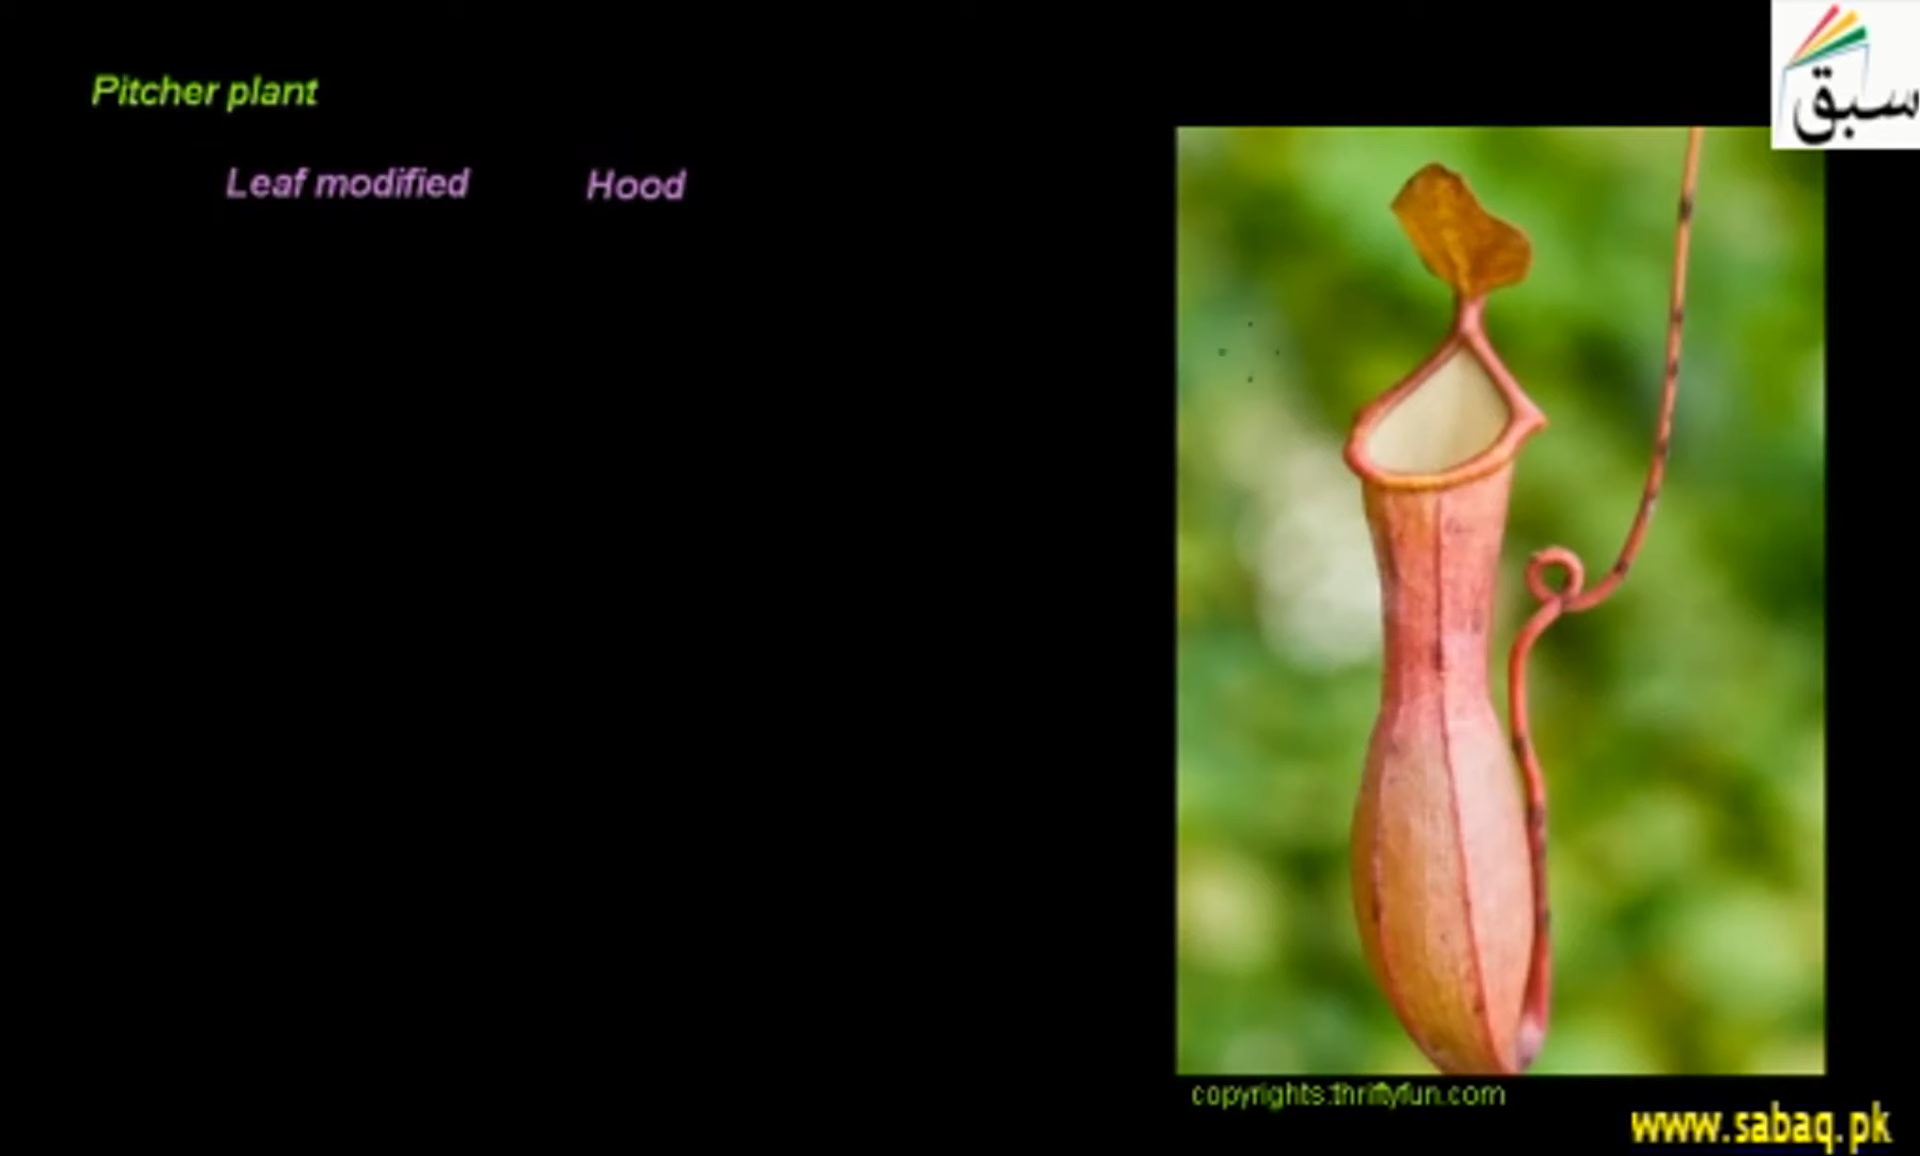 سبق
Pitcher plant
Leaf modified Hood
copyrights:thriftyfun.com
www.sabaq.pk